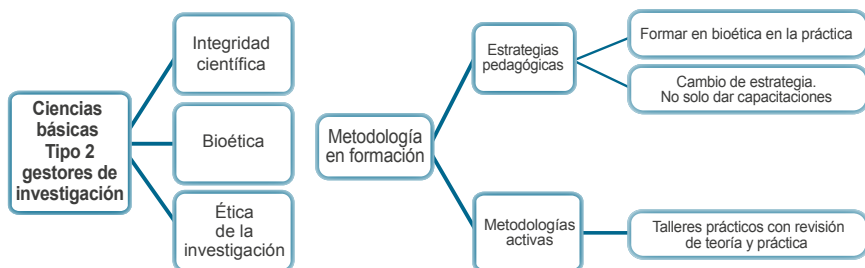 Ciencias
básicas
Tipo 2
gestores de
investigación
Integridad
científica
Bioética
Ética
de la
investigación
Metodología
en formación
Estrategias
pedagógicas
Formar en bioética en la práctica
Cambio de estrategia.
No solo dar capacitaciones
Metodologías
activas
Talleres prácticos con revisión
de teoría y práctica